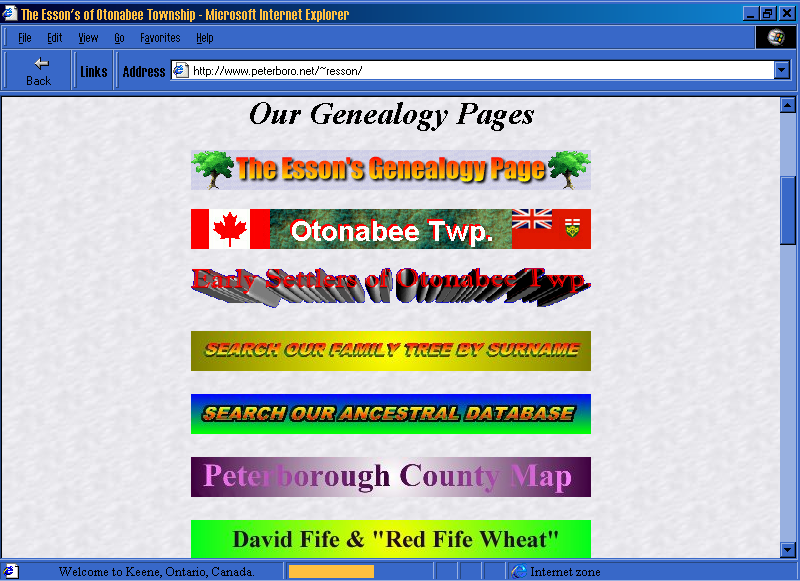 The Esson's of Otonabee Township - Microsoft Internet Explorer
File Edit View Go Favorites Help
Back Links Address http://www.peterboro.net/~resson/
Our Genealogy Pages
The Esson's Genealogy Page
Otonabee Twp.
Early Settlers of Otonabee Twp.
SEARCH OUR FAMILY TREE BY SURNAME
SEARCH OUR ANCESTRAL DATABASE
Peterborough County Map
David Fife & "Red Fife Wheat"
Welcome to Keene, Ontario, Canada. Internet zone